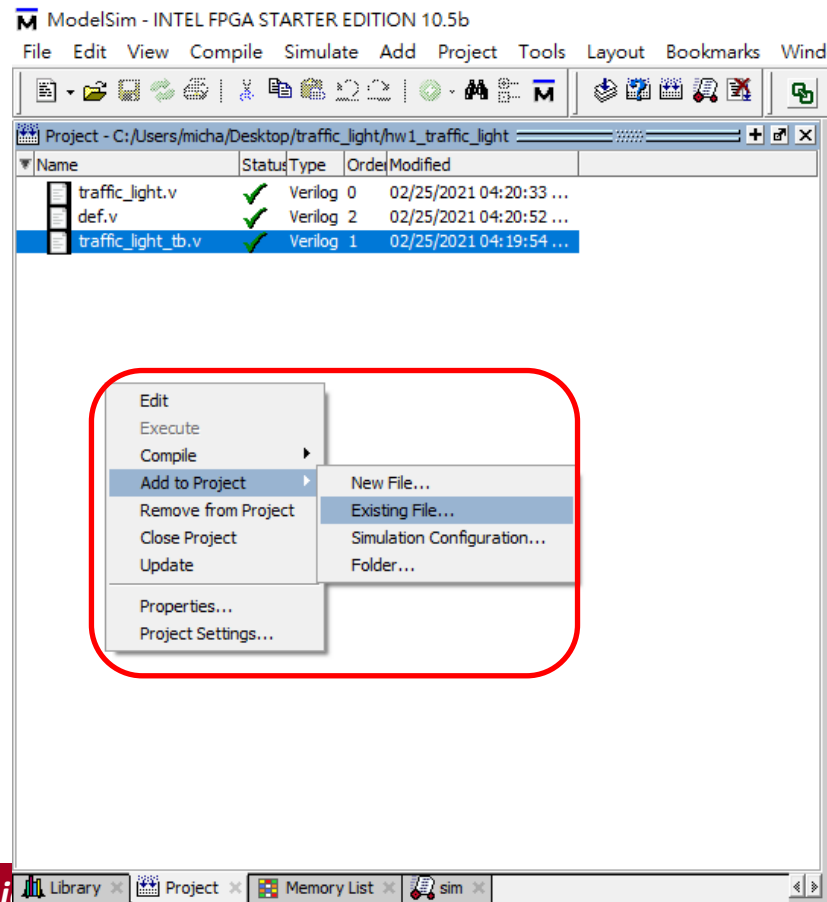 ModelSim - INTEL FPGA STARTER EDITION 10.5b
File Edit View Compile Simulate Add Project Tools Layout Bookmarks Wind
Project - C:/Users/micha/Desktop/traffic_light/hw1_traffic_light
Name Status Type Order Modified
traffic_light.v Verilog 0 02/25/2021 04:20:33 ...
def.v Verilog 2 02/25/2021 04:20:52 ...
traffic_light_tb.v Verilog 1 02/25/2021 04:19:54 ...
Edit
Execute
Compile
Add to Project
Remove from Project
Close Project
Update
Properties...
Project Settings...
New File...
Existing File...
Simulation Configuration...
Folder...
i
Library Project Memory List sim